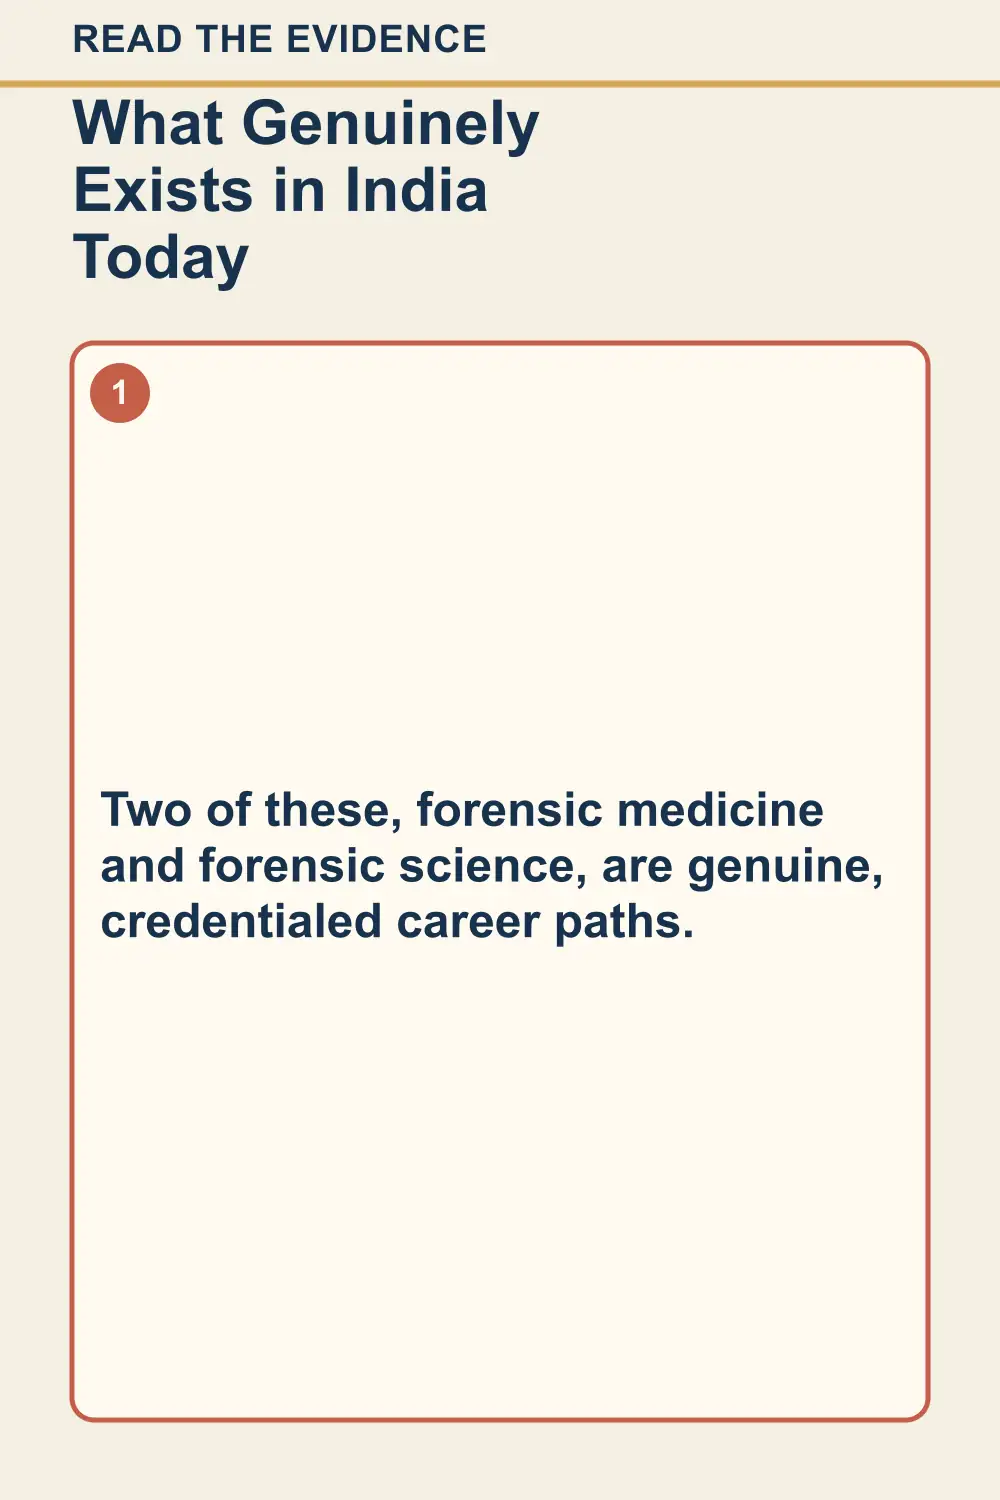 READ THE EVIDENCE
What Genuinely
Exists in India
Today
1
Two of these, forensic medicine
and forensic science, are genuine,
credentialed career paths.